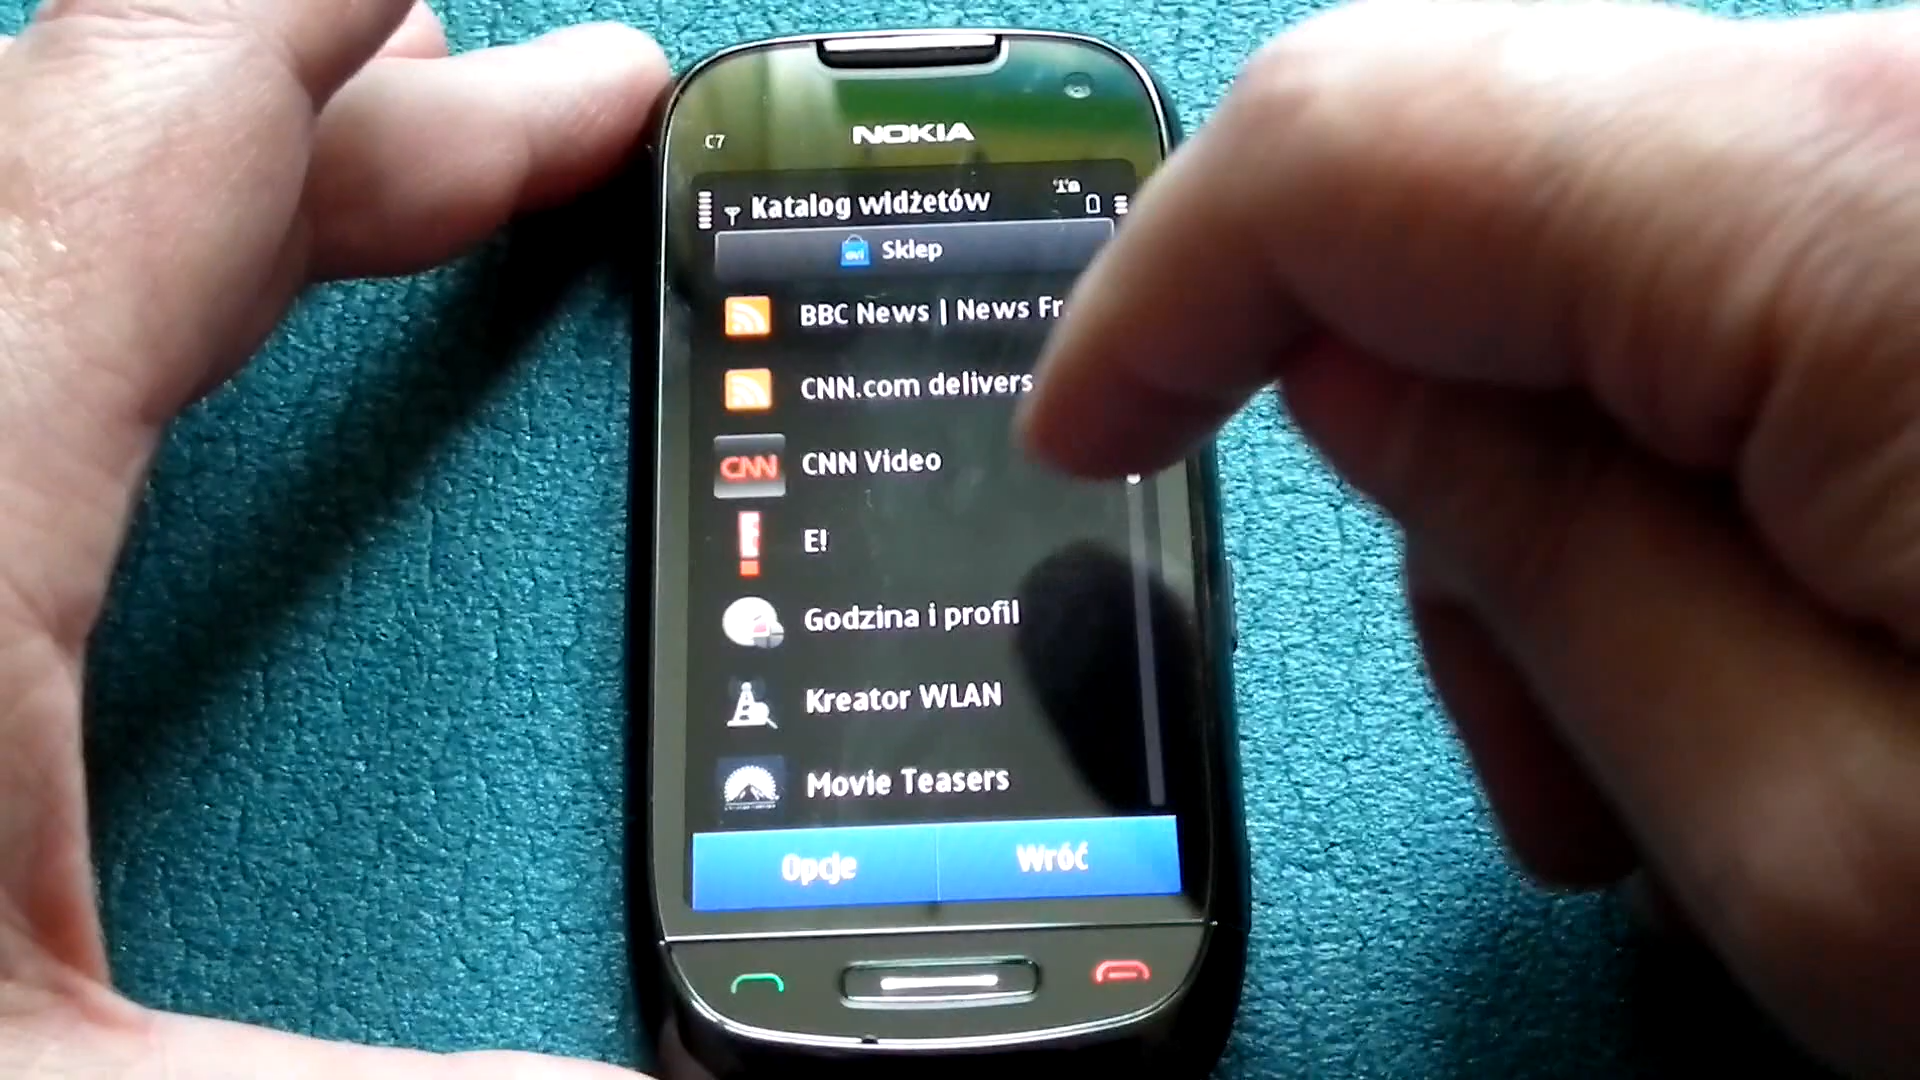 C7
NOKIA
Katalog widżetów
ovi Sklep
BBC News | News Fr
CNN.com delivers
CNN CNN Video
E!
Godzina i profil
Kreator WLAN
Movie Teasers
Opcje Wróć